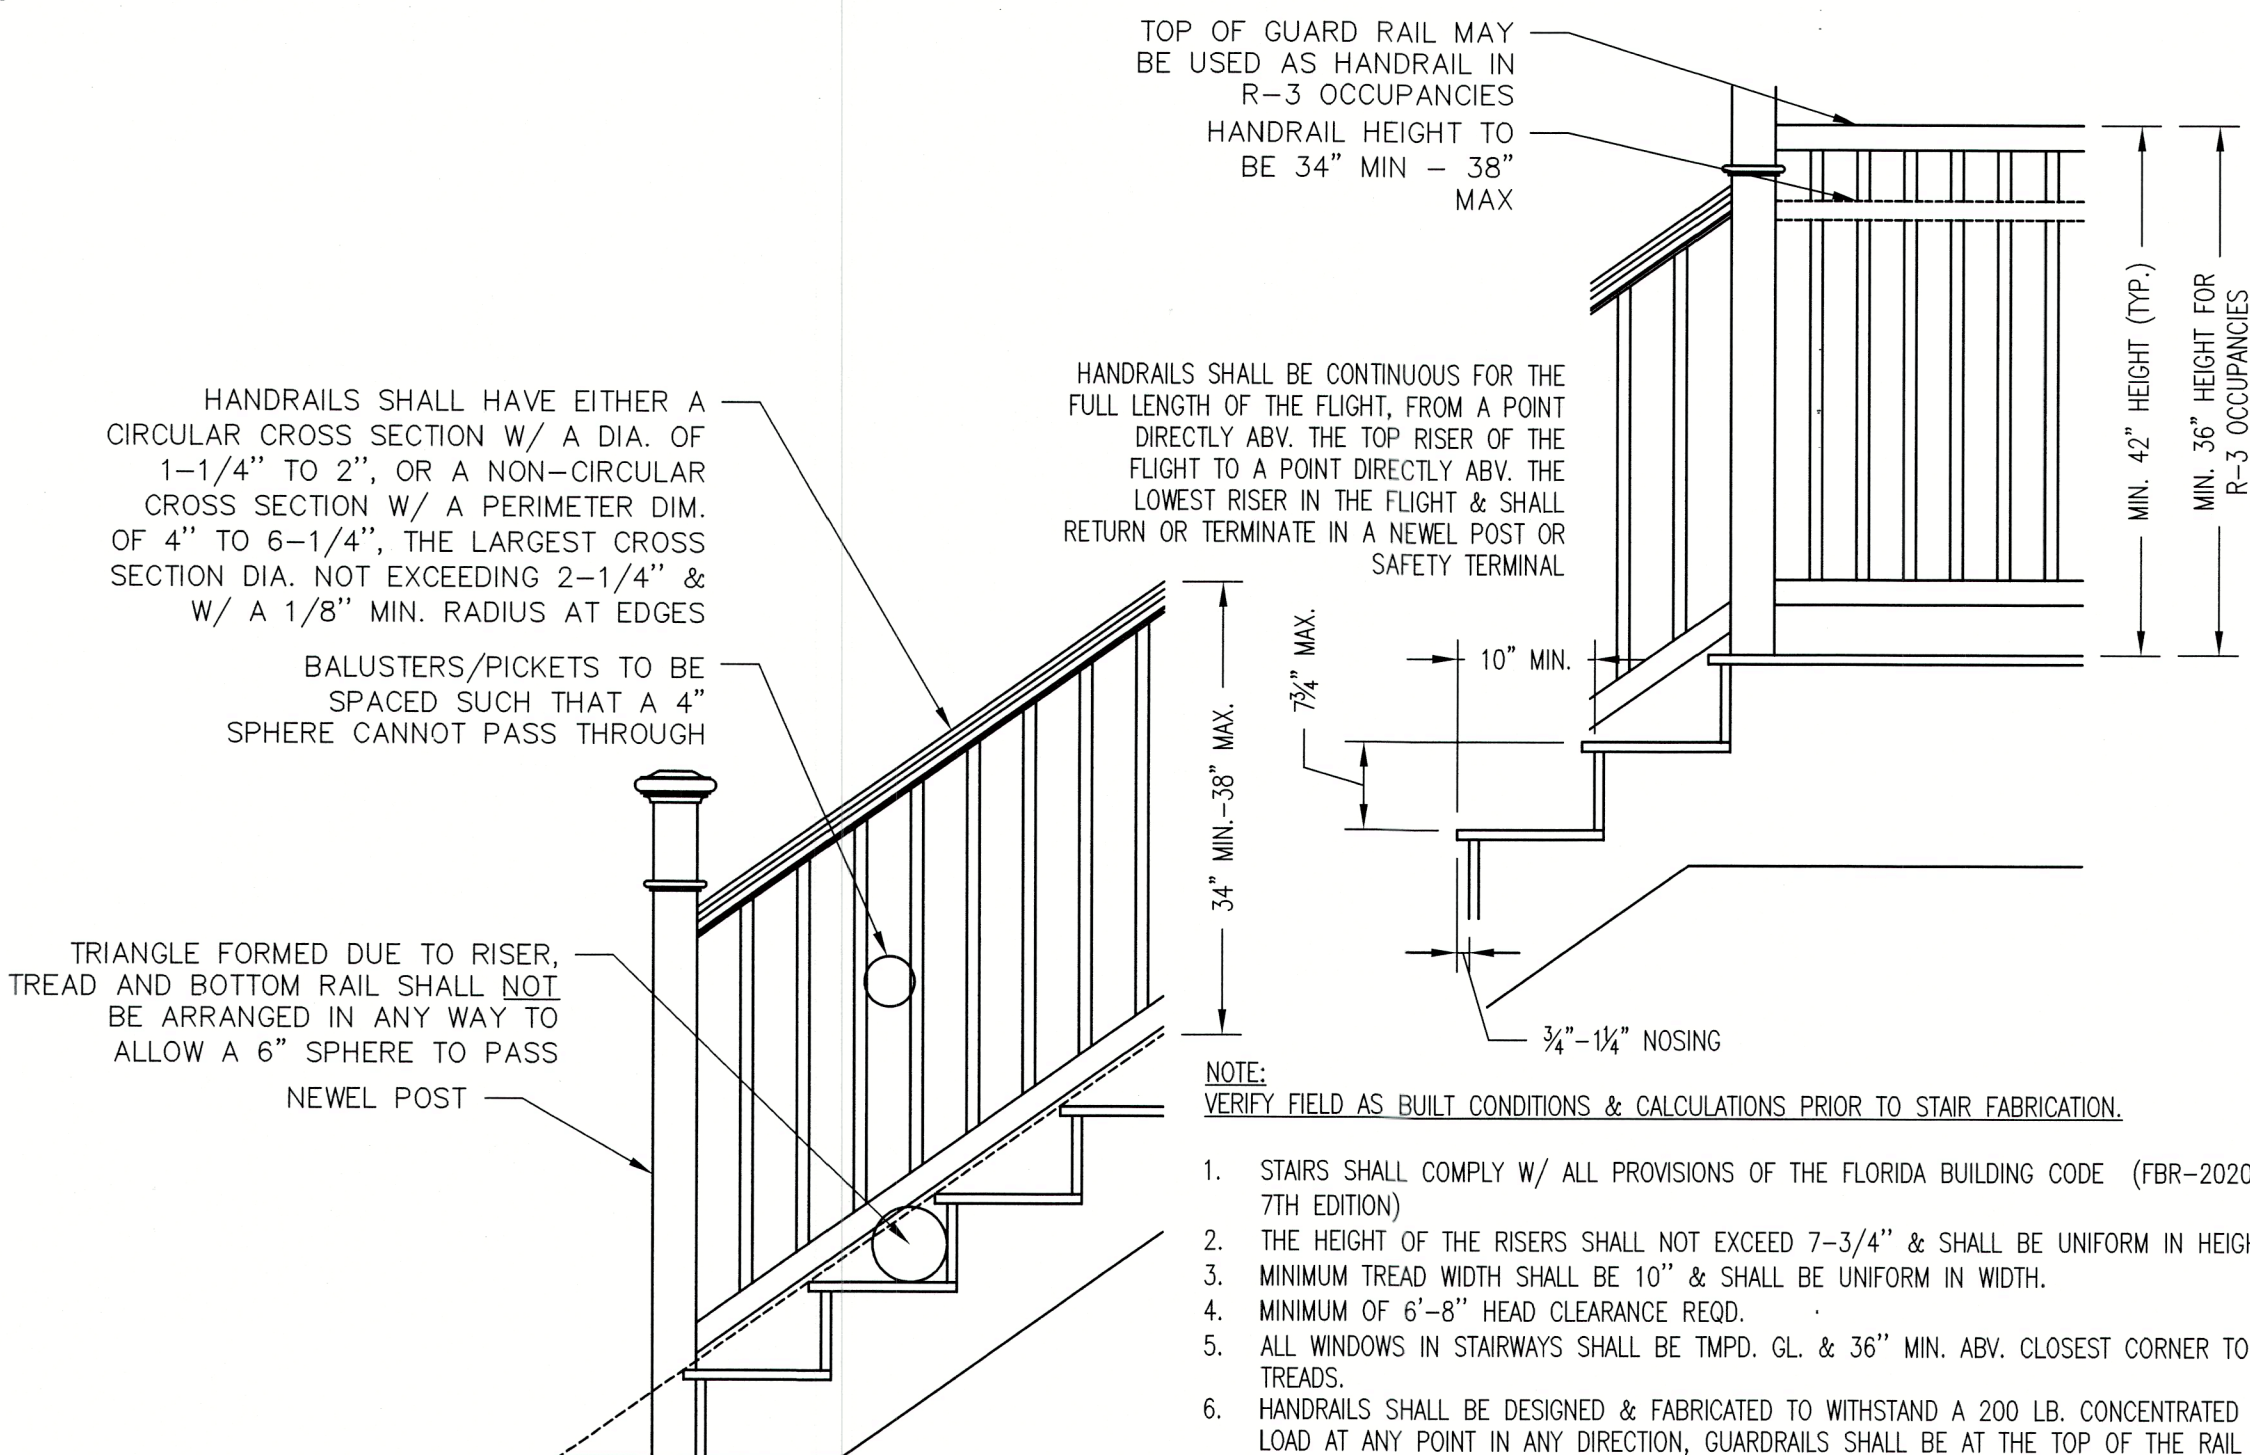 TOP OF GUARD RAIL MAY
BE USED AS HANDRAIL IN
R-3 OCCUPANCIES
HANDRAIL HEIGHT TO
BE 34" MIN - 38"
MAX
HANDRAILS SHALL HAVE EITHER A
CIRCULAR CROSS SECTION W/ A DIA. OF
1-1/4" TO 2", OR A NON-CIRCULAR
CROSS SECTION W/ A PERIMETER DIM.
OF 4" TO 6-1/4", THE LARGEST CROSS
SECTION DIA. NOT EXCEEDING 2-1/4" &
W/ A 1/8" MIN. RADIUS AT EDGES
BALUSTERS/PICKETS TO BE
SPACED SUCH THAT A 4"
SPHERE CANNOT PASS THROUGH
TRIANGLE FORMED DUE TO RISER,
TREAD AND BOTTOM RAIL SHALL NOT
BE ARRANGED IN ANY WAY TO
ALLOW A 6" SPHERE TO PASS
NEWEL POST
HANDRAILS SHALL BE CONTINUOUS FOR THE
FULL LENGTH OF THE FLIGHT, FROM A POINT
DIRECTLY ABV. THE TOP RISER OF THE
FLIGHT TO A POINT DIRECTLY ABV. THE
LOWEST RISER IN THE FLIGHT & SHALL
RETURN OR TERMINATE IN A NEWEL POST OR
SAFETY TERMINAL
34" MIN.-38" MAX.
7¾" MAX.
10" MIN.
MIN. 42" HEIGHT (TYP.)
MIN. 36" HEIGHT FOR
R-3 OCCUPANCIES
¾"-1¼" NOSING
NOTE:
VERIFY FIELD AS BUILT CONDITIONS & CALCULATIONS PRIOR TO STAIR FABRICATION.
1. STAIRS SHALL COMPLY W/ ALL PROVISIONS OF THE FLORIDA BUILDING CODE (FBR-2020
7TH EDITION)
2. THE HEIGHT OF THE RISERS SHALL NOT EXCEED 7-3/4" & SHALL BE UNIFORM IN HEIGH
3. MINIMUM TREAD WIDTH SHALL BE 10" & SHALL BE UNIFORM IN WIDTH.
4. MINIMUM OF 6'-8" HEAD CLEARANCE REQD.
5. ALL WINDOWS IN STAIRWAYS SHALL BE TMPD. GL. & 36" MIN. ABV. CLOSEST CORNER TO
TREADS.
6. HANDRAILS SHALL BE DESIGNED & FABRICATED TO WITHSTAND A 200 LB. CONCENTRATED
LOAD AT ANY POINT IN ANY DIRECTION, GUARDRAILS SHALL BE AT THE TOP OF THE RAIL